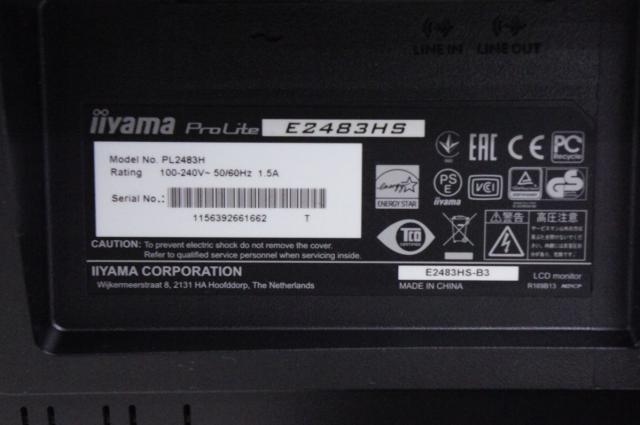 LINE IN LINE OUT
iiyama ProLite E2483HS
Model No. PL2483H
Rating 100-240V~ 50/60Hz 1.5A
Serial No.:
1156392661662 T
EAC CE PC
Recycle
ENERGY STAR
PSE
iiyama
VCI
GS
TCO
CERTIFIED
警告 高圧注意
CAUTION: To prevent electric shock do not remove the cover.
Refer to qualified service personnel when servicing inside.
IIYAMA CORPORATION
Wijkermeerstraat 8, 2131 HA Hoofddorp, The Netherlands
E2483HS-B3
MADE IN CHINA
LCD monitor
R169B13